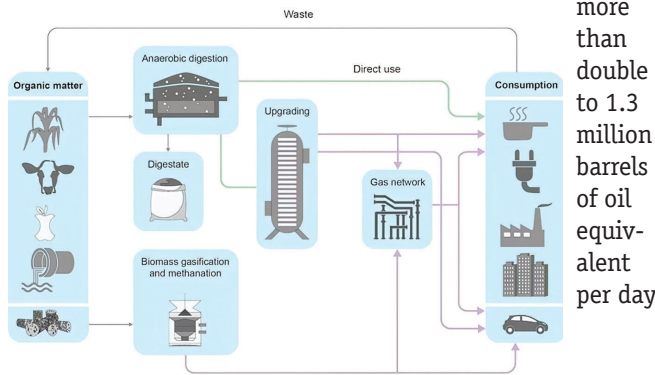 Waste
Anaerobic digestion
Direct use
Organic matter
Consumption
Upgrading
Digestate
Gas network
Biomass gasification
and methanation
more
than
double
to 1.3
million
barrels
of oil
equiv-
alent
per day